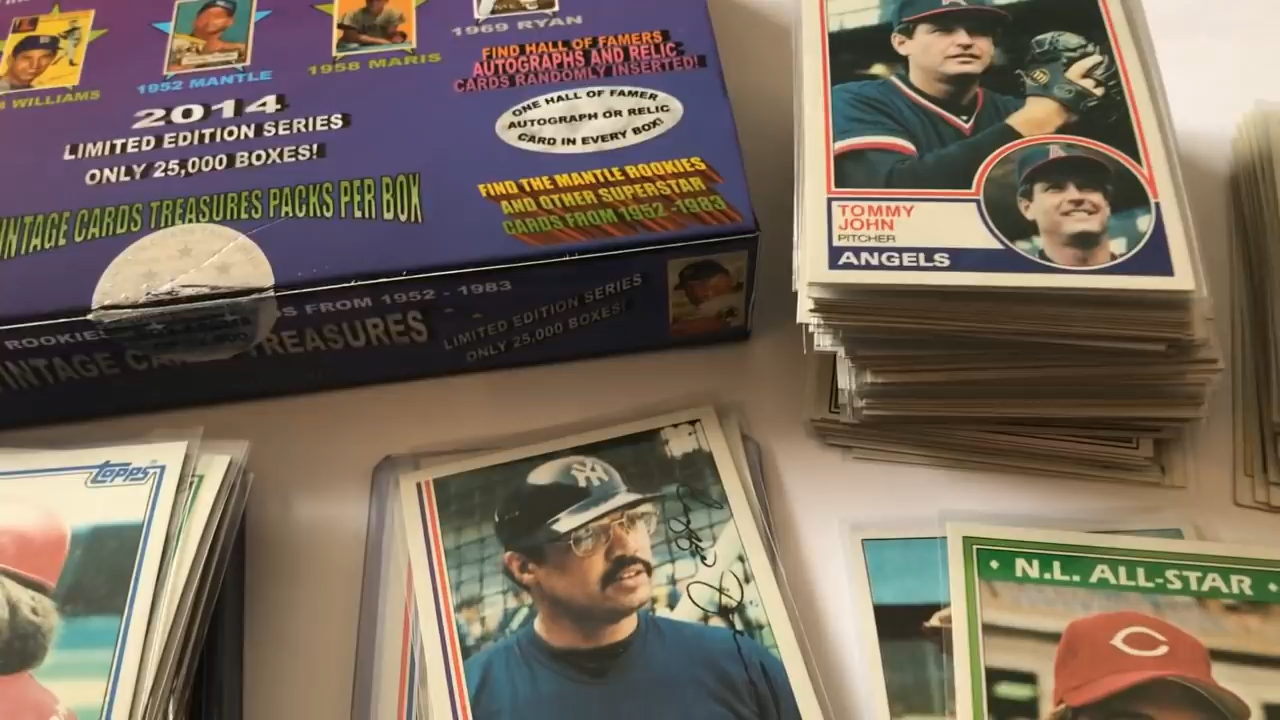 WILLIAMS
1952 MANTLE
1958 MARIS
1969 RYAN
2014
LIMITED EDITION SERIES
ONLY 25,000 BOXES!
INTAGE CARDS TREASURES PACKS PER BOX
FIND HALL OF FAMERS
AUTOGRAPHS AND RELIC
CARDS RANDOMLY INSERTED!
ONE HALL OF FAMER
AUTOGRAPH OR RELIC
CARD IN EVERY BOX!
FIND THE MANTLE ROOKIES
AND OTHER SUPERSTAR
CARDS FROM 1952 -1983
ROOKIE
S FROM 1952 - 1983
INTAGE CA
TREASURES
LIMITED EDITION SERIES
ONLY 25,000 BOXES!
TOMMY
JOHN
PITCHER
ANGELS
topps
NY
N.L. ALL-STAR
C